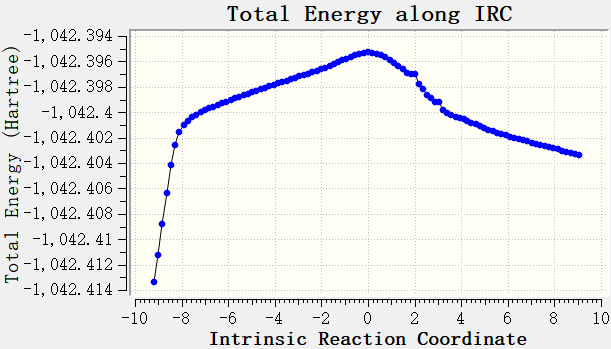 Total Energy along IRC
Total Energy (Hartree)
-1,042.394
-1,042.396
-1,042.398
-1,042.4
-1,042.402
-1,042.404
-1,042.406
-1,042.408
-1,042.41
-1,042.412
-1,042.414
-10 -8 -6 -4 -2 0 2 4 6 8 10
Intrinsic Reaction Coordinate